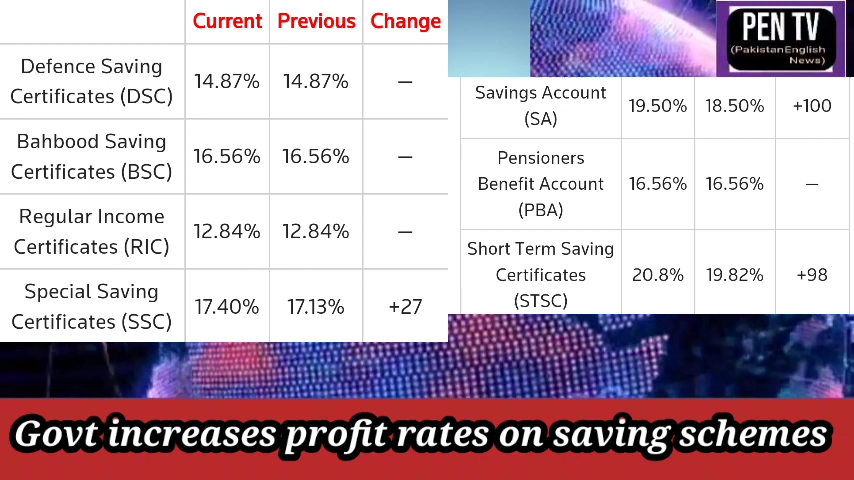 Current Previous Change
Defence Saving
Certificates (DSC) 14.87% 14.87% —
Bahbood Saving
Certificates (BSC) 16.56% 16.56% —
Regular Income
Certificates (RIC) 12.84% 12.84% —
Special Saving
Certificates (SSC) 17.40% 17.13% +27
PEN TV
(PakistanEnglish
News)
Savings Account
(SA) 19.50% 18.50% +100
Pensioners
Benefit Account
(PBA) 16.56% 16.56% —
Short Term Saving
Certificates
(STSC) 20.8% 19.82% +98
Govt increases profit rates on saving schemes